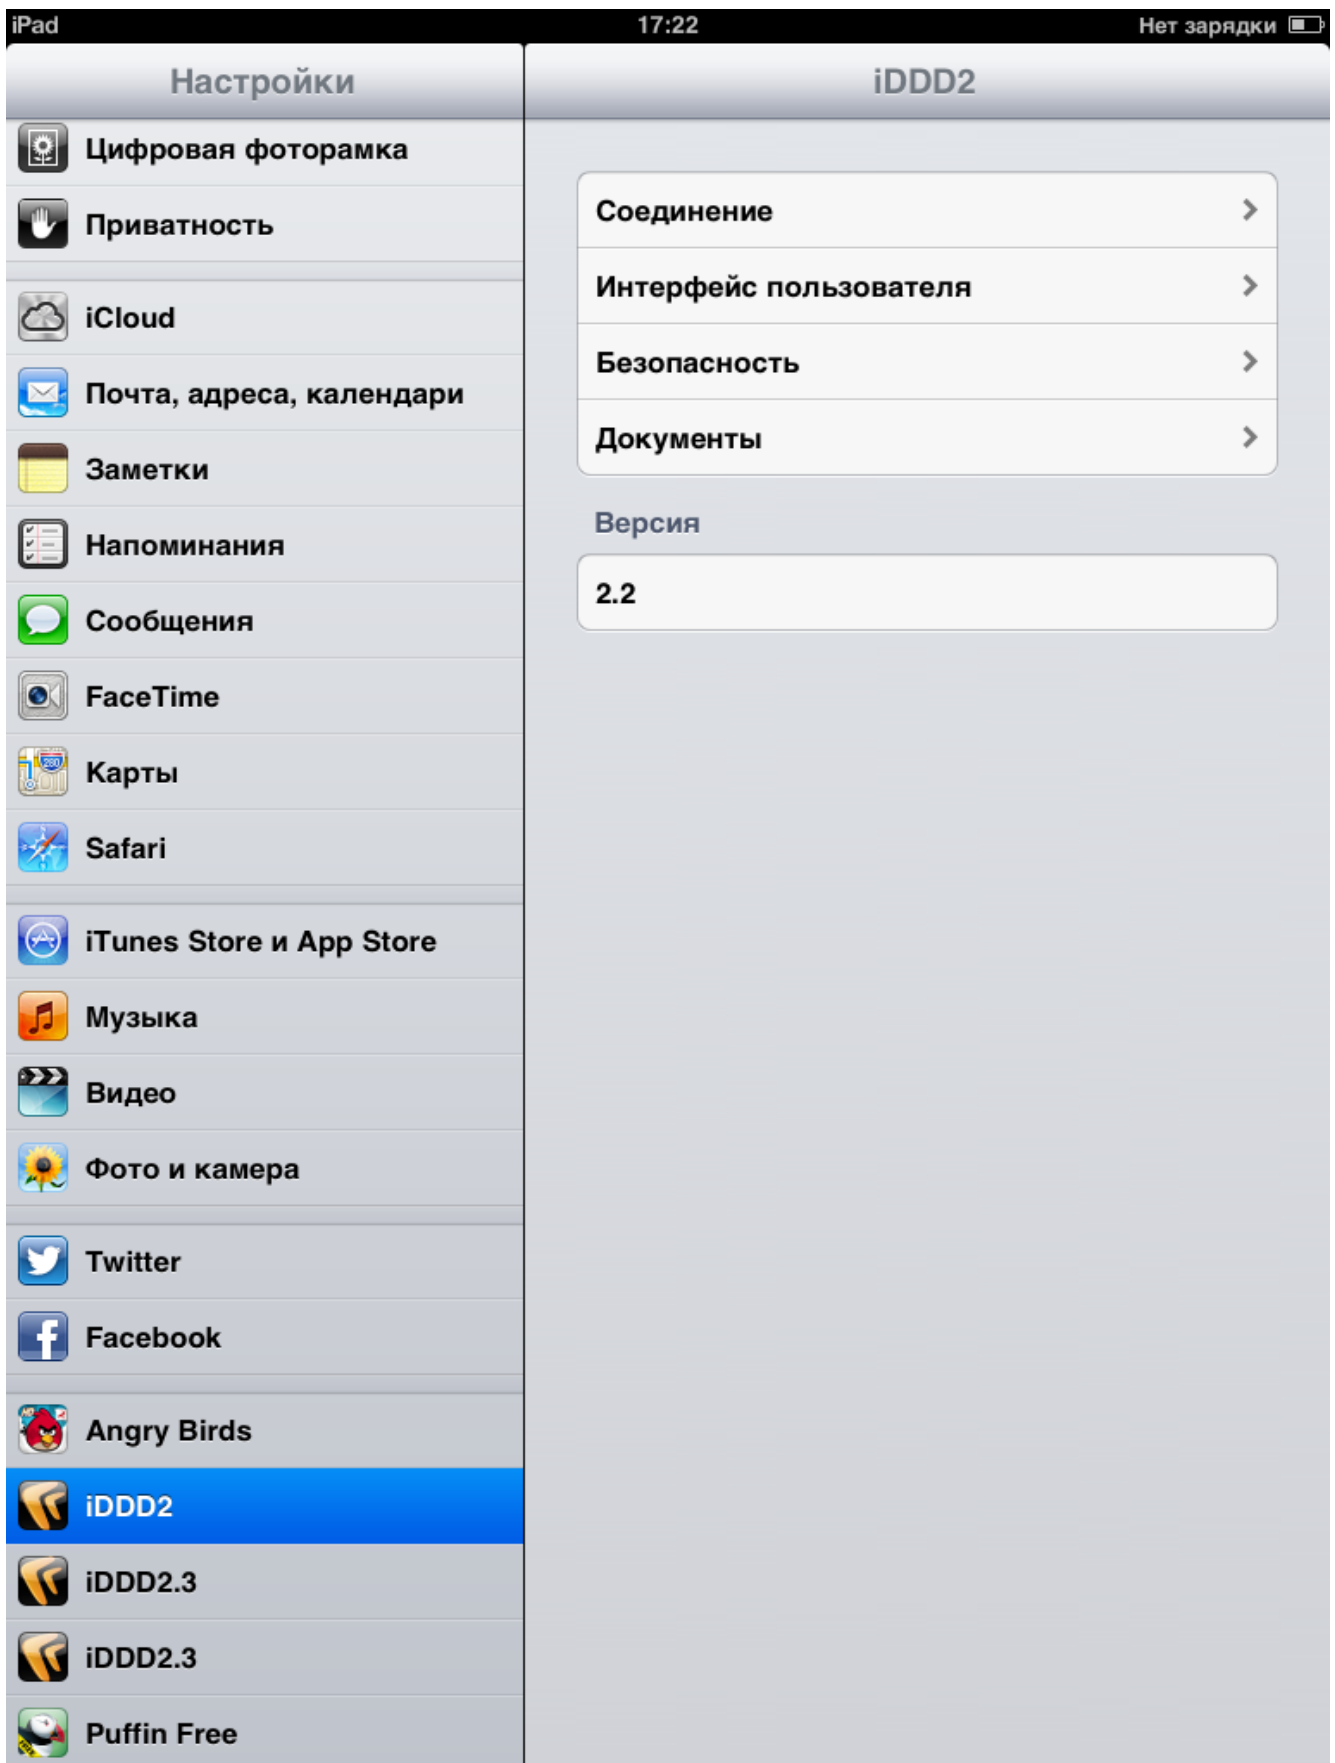 iPad 17:22 Нет зарядки
Настройки
Цифровая фоторамка
Приватность
iCloud
Почта, адреса, календари
Заметки
Напоминания
Сообщения
FaceTime
Карты
Safari
iTunes Store и App Store
Музыка
Видео
Фото и камера
Twitter
Facebook
Angry Birds
iDDD2
iDDD2.3
iDDD2.3
Puffin Free
iDDD2
Соединение
Интерфейс пользователя
Безопасность
Документы
Версия
2.2